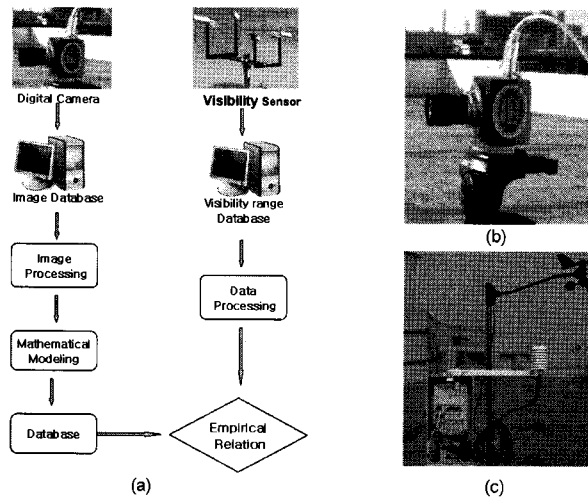 Digital Camera
Visibility Sensor
Image Database
Visibility range
Database
Image
Processing
Data
Processing
Mathematical
Modeling
Database
Empirical
Relation
(a)
(b)
(c)